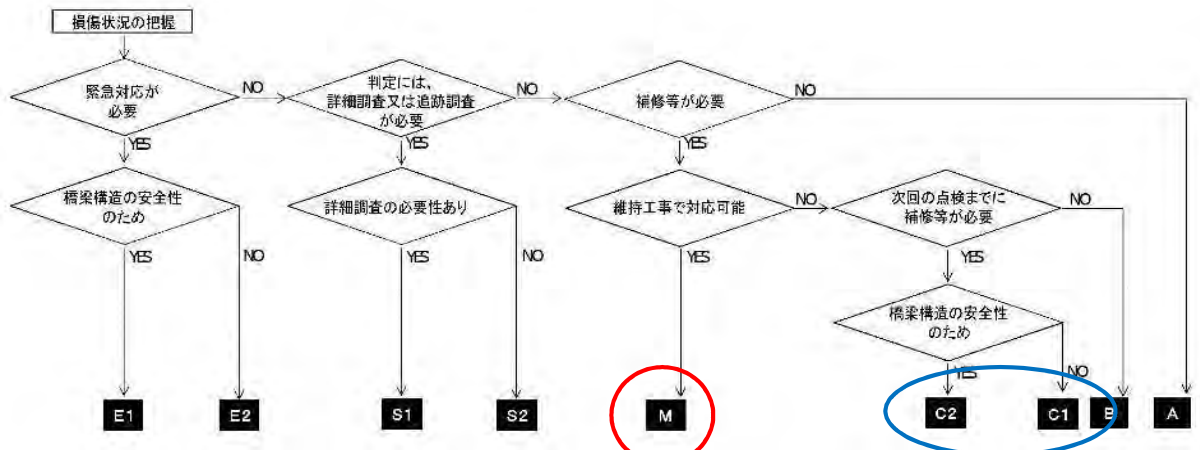 損傷状況の把握
緊急対応が
必要
NO
判定には、
詳細調査又は追跡調査
が必要
NO
補修等が必要
NO
YES
YES
YES
橋梁構造の安全性
のため
詳細調査の必要性あり
維持工事で対応可能
NO
次回の点検までに
補修等が必要
NO
YES
NO
YES
NO
YES
YES
橋梁構造の安全性
のため
YES
NO
E1
E2
S1
S2
M
C2
C1
B
A